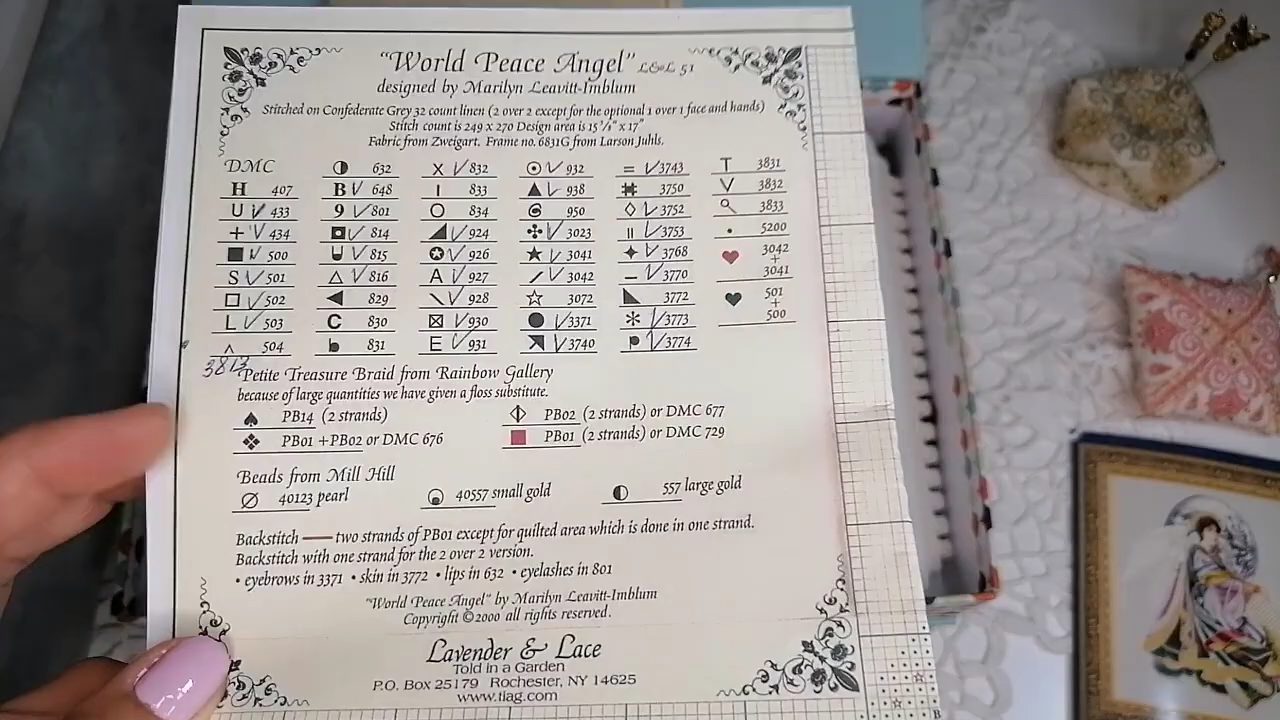 "World Peace Angel" L&L 51
designed by Marilyn Leavitt-Imblum
Stitched on Confederate Grey 32 count linen (2 over 2 except for the optional 1 over 1 face and hands)
Stitch count is 249 x 270 Design area is 15 ⅝" x 17"
Fabric from Zweigart. Frame no. 6831G from Larson Juhls.
DMC ◑ 632 X √ 832 ⊙ √ 932 = √ 3743 T 3831
H 407 B √ 648 I 833 ▲ √ 938 # 3750 V 3832
U √ 433 9 √ 801 O 834 950 ◇ √ 3752 3833
+ √ 434 √ 814 ◢ √ 924 ✣ √ 3023 II √ 3753 • 5200
■ √ 500 √ 815 ✪ √ 926 ★ √ 3041 ✦ √ 3768 ♥ 3042
+
S √ 501 △ √ 816 A √ 927 / √ 3042 – √ 3770 3041
□ √ 502 ◀ 829 \ √ 928 ☆ 3072 ◣ 3772 ♥ 501
+
L √ 503 C 830 ⊠ √ 930 ● √ 3371 * √ 3773 500
^ 504 b 831 E √ 931 √ 3740 P √ 3774
3813
Petite Treasure Braid from Rainbow Gallery
because of large quantities we have given a floss substitute.
♠ PB14 (2 strands) PB02 (2 strands) or DMC 677
❖ PB01 + PB02 or DMC 676 ■ PB01 (2 strands) or DMC 729
Beads from Mill Hill
∅ 40123 pearl 40557 small gold ◐ 557 large gold
Backstitch — two strands of PB01 except for quilted area which is done in one strand.
Backstitch with one strand for the 2 over 2 version.
• eyebrows in 3371 • skin in 3772 • lips in 632 • eyelashes in 801
"World Peace Angel" by Marilyn Leavitt-Imblum
Copyright ©2000 all rights reserved.
Lavender & Lace
Told in a Garden
P.O. Box 25179 Rochester, NY 14625
www.tiag.com